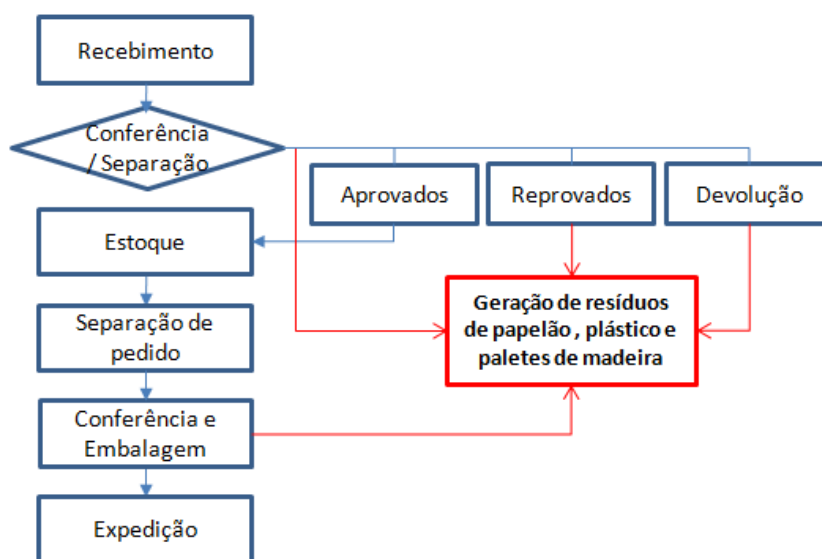 Recebimento
Conferência
/ Separação
Aprovados
Reprovados
Devolução
Estoque
Geração de resíduos
de papelão , plástico e
paletes de madeira
Separação de
pedido
Conferência e
Embalagem
Expedição